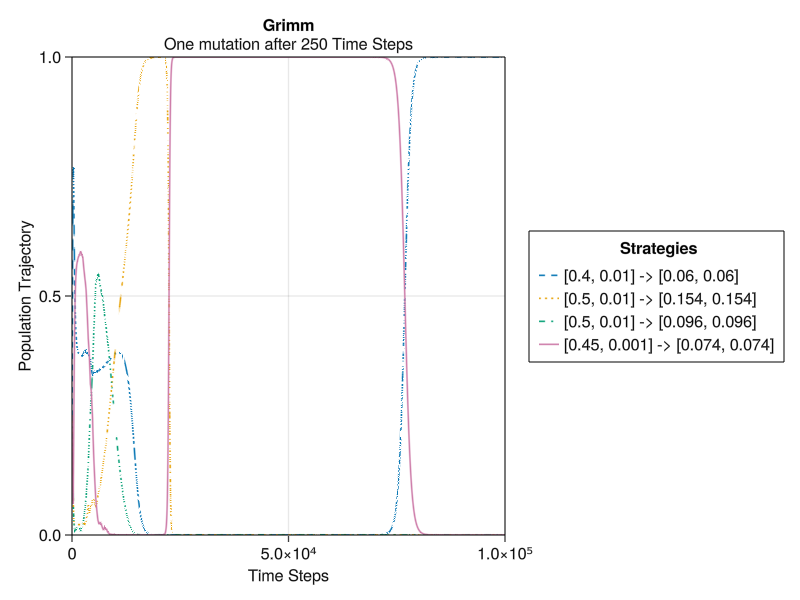 Grimm
One mutation after 250 Time Steps
1.0
0.5
0.0
Population Trajectory
0
5.0×10⁴
1.0×10⁵
Time Steps
Strategies
[0.4, 0.01] -> [0.06, 0.06]
[0.5, 0.01] -> [0.154, 0.154]
[0.5, 0.01] -> [0.096, 0.096]
[0.45, 0.001] -> [0.074, 0.074]